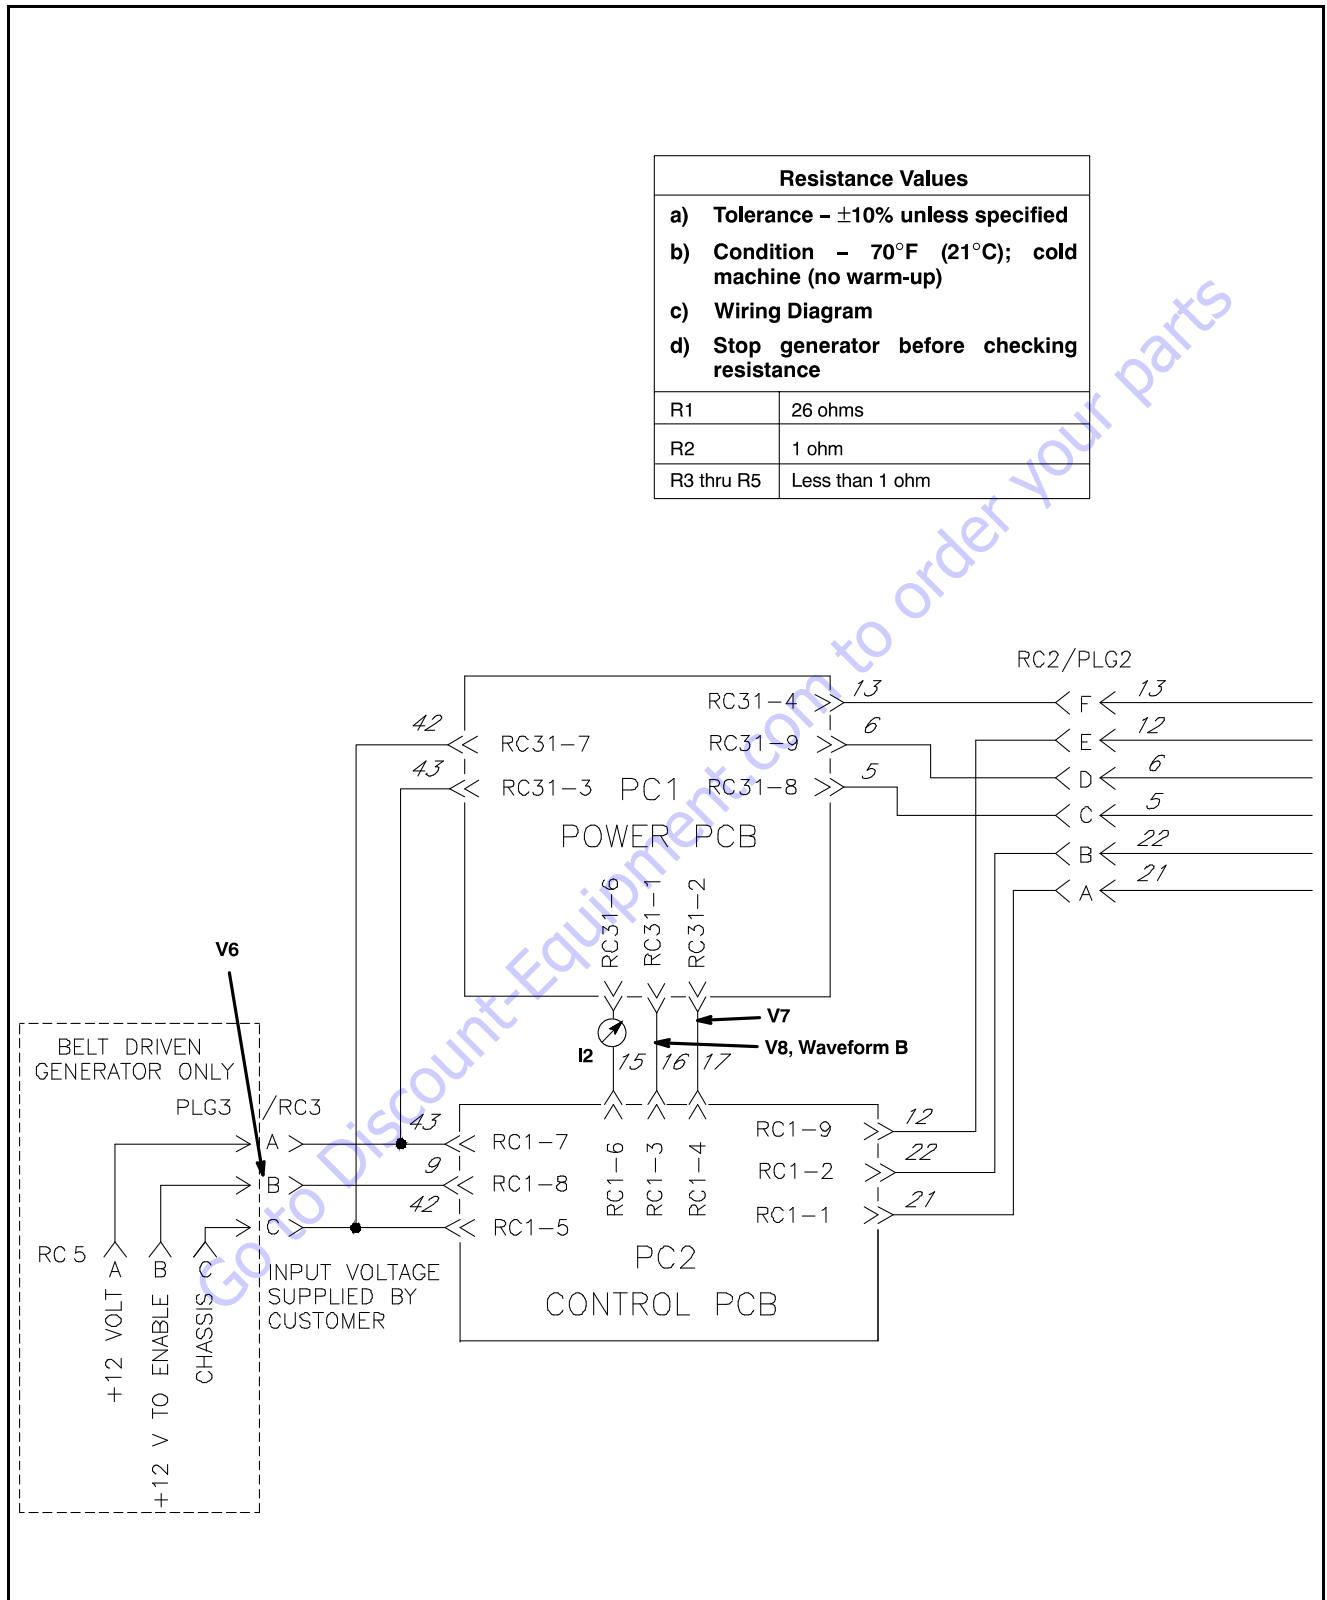 Resistance Values
a) Tolerance – ±10% unless specified
b) Condition – 70°F (21°C); cold
machine (no warm-up)
c) Wiring Diagram
d) Stop generator before checking
resistance
R1 26 ohms
R2 1 ohm
R3 thru R5 Less than 1 ohm
RC2/PLG2
RC31-4 13 F 13
42 RC31-7 RC31-9 6 E 12
43 RC31-3 PC1 RC31-8 5 D 6
C 5
POWER PCB
B 22
A 21
RC31-6
RC31-1
RC31-2
V6
V7
V8, Waveform B
I2 15 16 17
BELT DRIVEN
GENERATOR ONLY
PLG3 /RC3
A 43 RC1-7
B 9 RC1-8
C 42 RC1-5
RC1-6
RC1-3
RC1-4
RC1-9 12
RC1-2 22
RC1-1 21
PC2
CONTROL PCB
RC 5 A B C
+12 VOLT
+12 V TO ENABLE
CHASSIS
INPUT VOLTAGE
SUPPLIED BY
CUSTOMER
Go to Discount-Equipment.com to order your parts